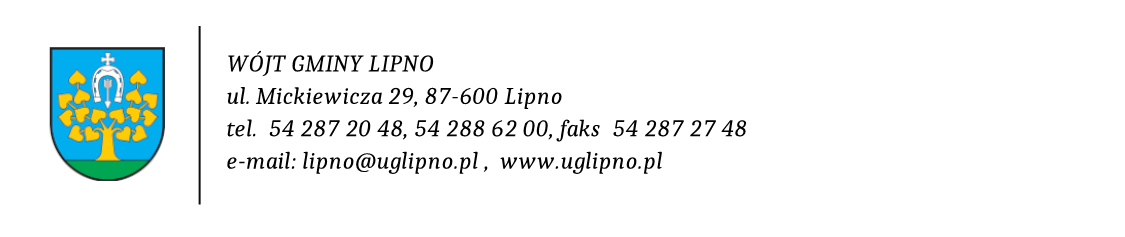 WÓJT GMINY LIPNO
ul. Mickiewicza 29, 87-600 Lipno
tel.  54 287 20 48, 54 288 62 00, faks  54 287 27 48
e-mail: lipno@uglipno.pl ,  www.uglipno.pl